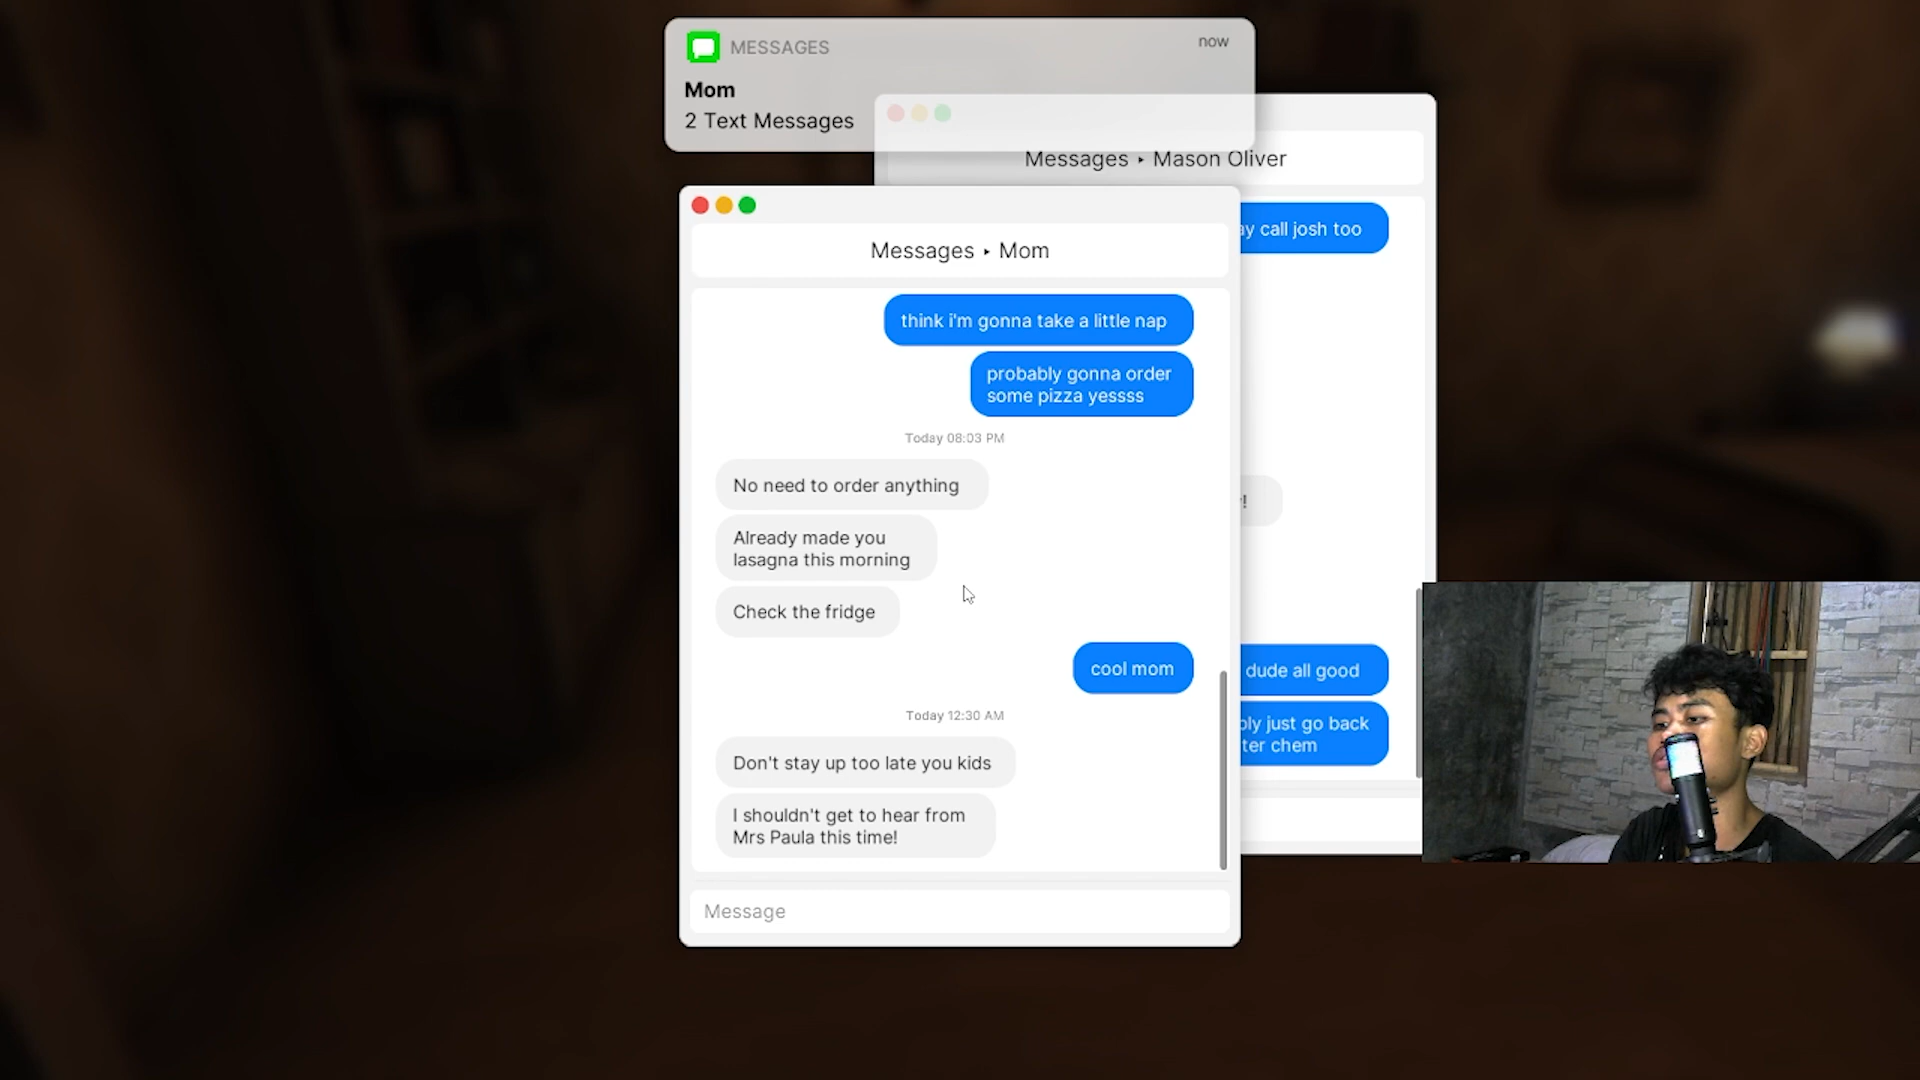 MESSAGES
now
Mom
2 Text Messages
Messages ▸ Mason Oliver
call josh too
Messages ▸ Mom
think i'm gonna take a little nap
probably gonna order
some pizza yessss
Today 08:03 PM
No need to order anything
Already made you
lasagna this morning
Check the fridge
cool mom
dude all good
just go back
chem
Today 12:30 AM
Don't stay up too late you kids
I shouldn't get to hear from
Mrs Paula this time!
Message